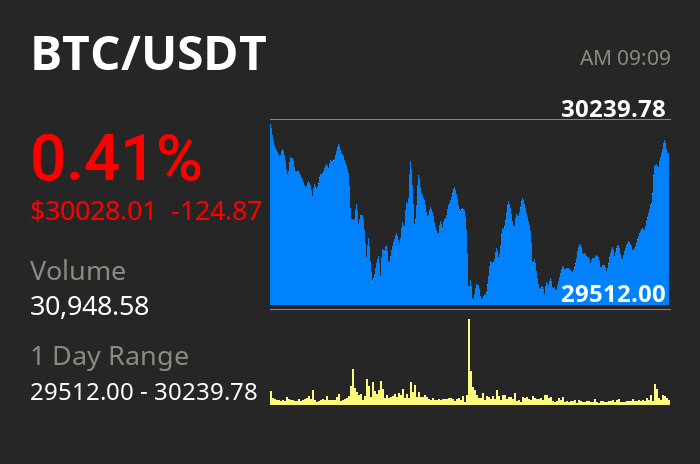 BTC/USDT
AM 09:09
30239.78
0.41%
$30028.01 -124.87
Volume
30,948.58
29512.00
1 Day Range
29512.00 - 30239.78